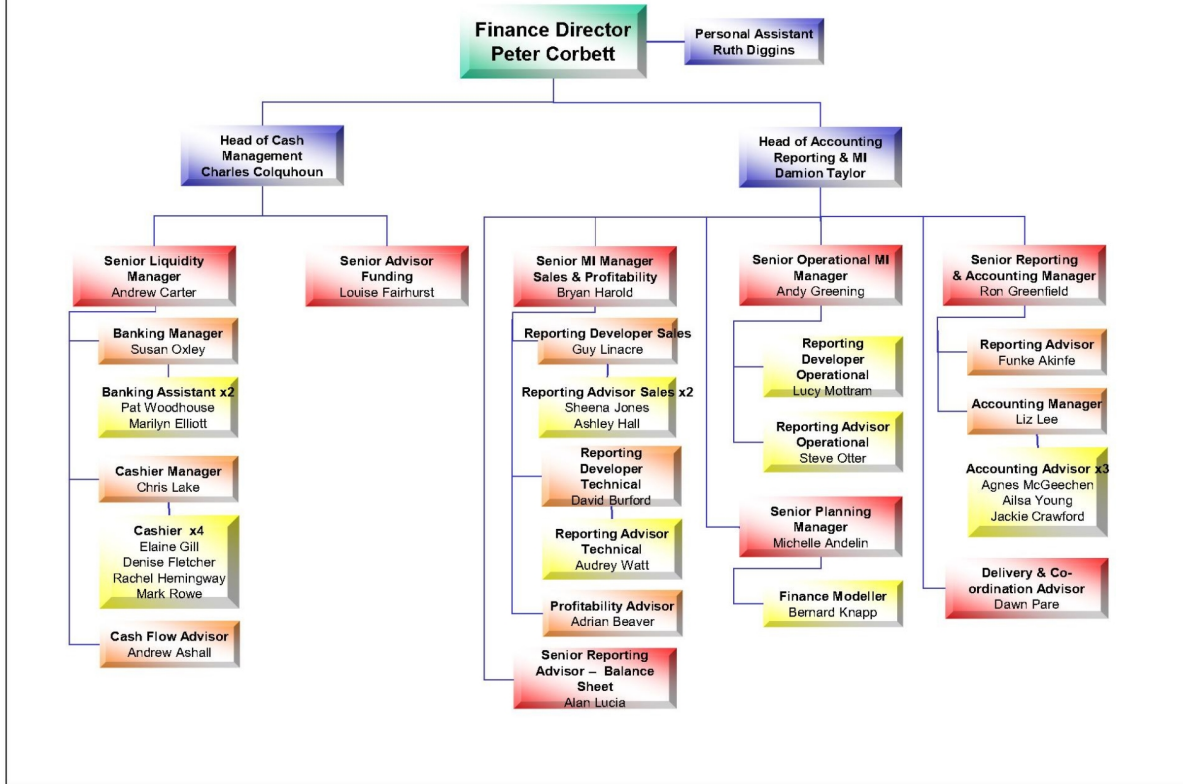 Finance Director
Peter Corbett
Personal Assistant
Ruth Diggins
Head of Cash
Management
Charles Colquhoun
Head of Accounting
Reporting & MI
Damion Taylor
Senior Liquidity
Manager
Andrew Carter
Banking Manager
Susan Oxley
Banking Assistant x2
Pat Woodhouse
Marilyn Elliott
Cashier Manager
Chris Lake
Cashier x4
Elaine Gill
Denise Fletcher
Rachel Hemingway
Mark Rowe
Cash Flow Advisor
Andrew Ashall
Senior Advisor
Funding
Louise Fairhurst
Senior MI Manager
Sales & Profitability
Bryan Harold
Reporting Developer Sales
Guy Linacre
Reporting Advisor Sales x2
Sheena Jones
Ashley Hall
Reporting
Developer
Technical
David Burford
Reporting Advisor
Technical
Audrey Watt
Profitability Advisor
Adrian Beaver
Senior Reporting
Advisor – Balance
Sheet
Alan Lucia
Senior Operational MI
Manager
Andy Greening
Reporting
Developer
Operational
Lucy Mottram
Reporting Advisor
Operational
Steve Otter
Senior Planning
Manager
Michelle Andelin
Finance Modeller
Bernard Knapp
Senior Reporting
& Accounting Manager
Ron Greenfield
Reporting Advisor
Funke Akinfe
Accounting Manager
Liz Lee
Accounting Advisor x3
Agnes McGeechen
Ailsa Young
Jackie Crawford
Delivery & Co-
ordination Advisor
Dawn Pare